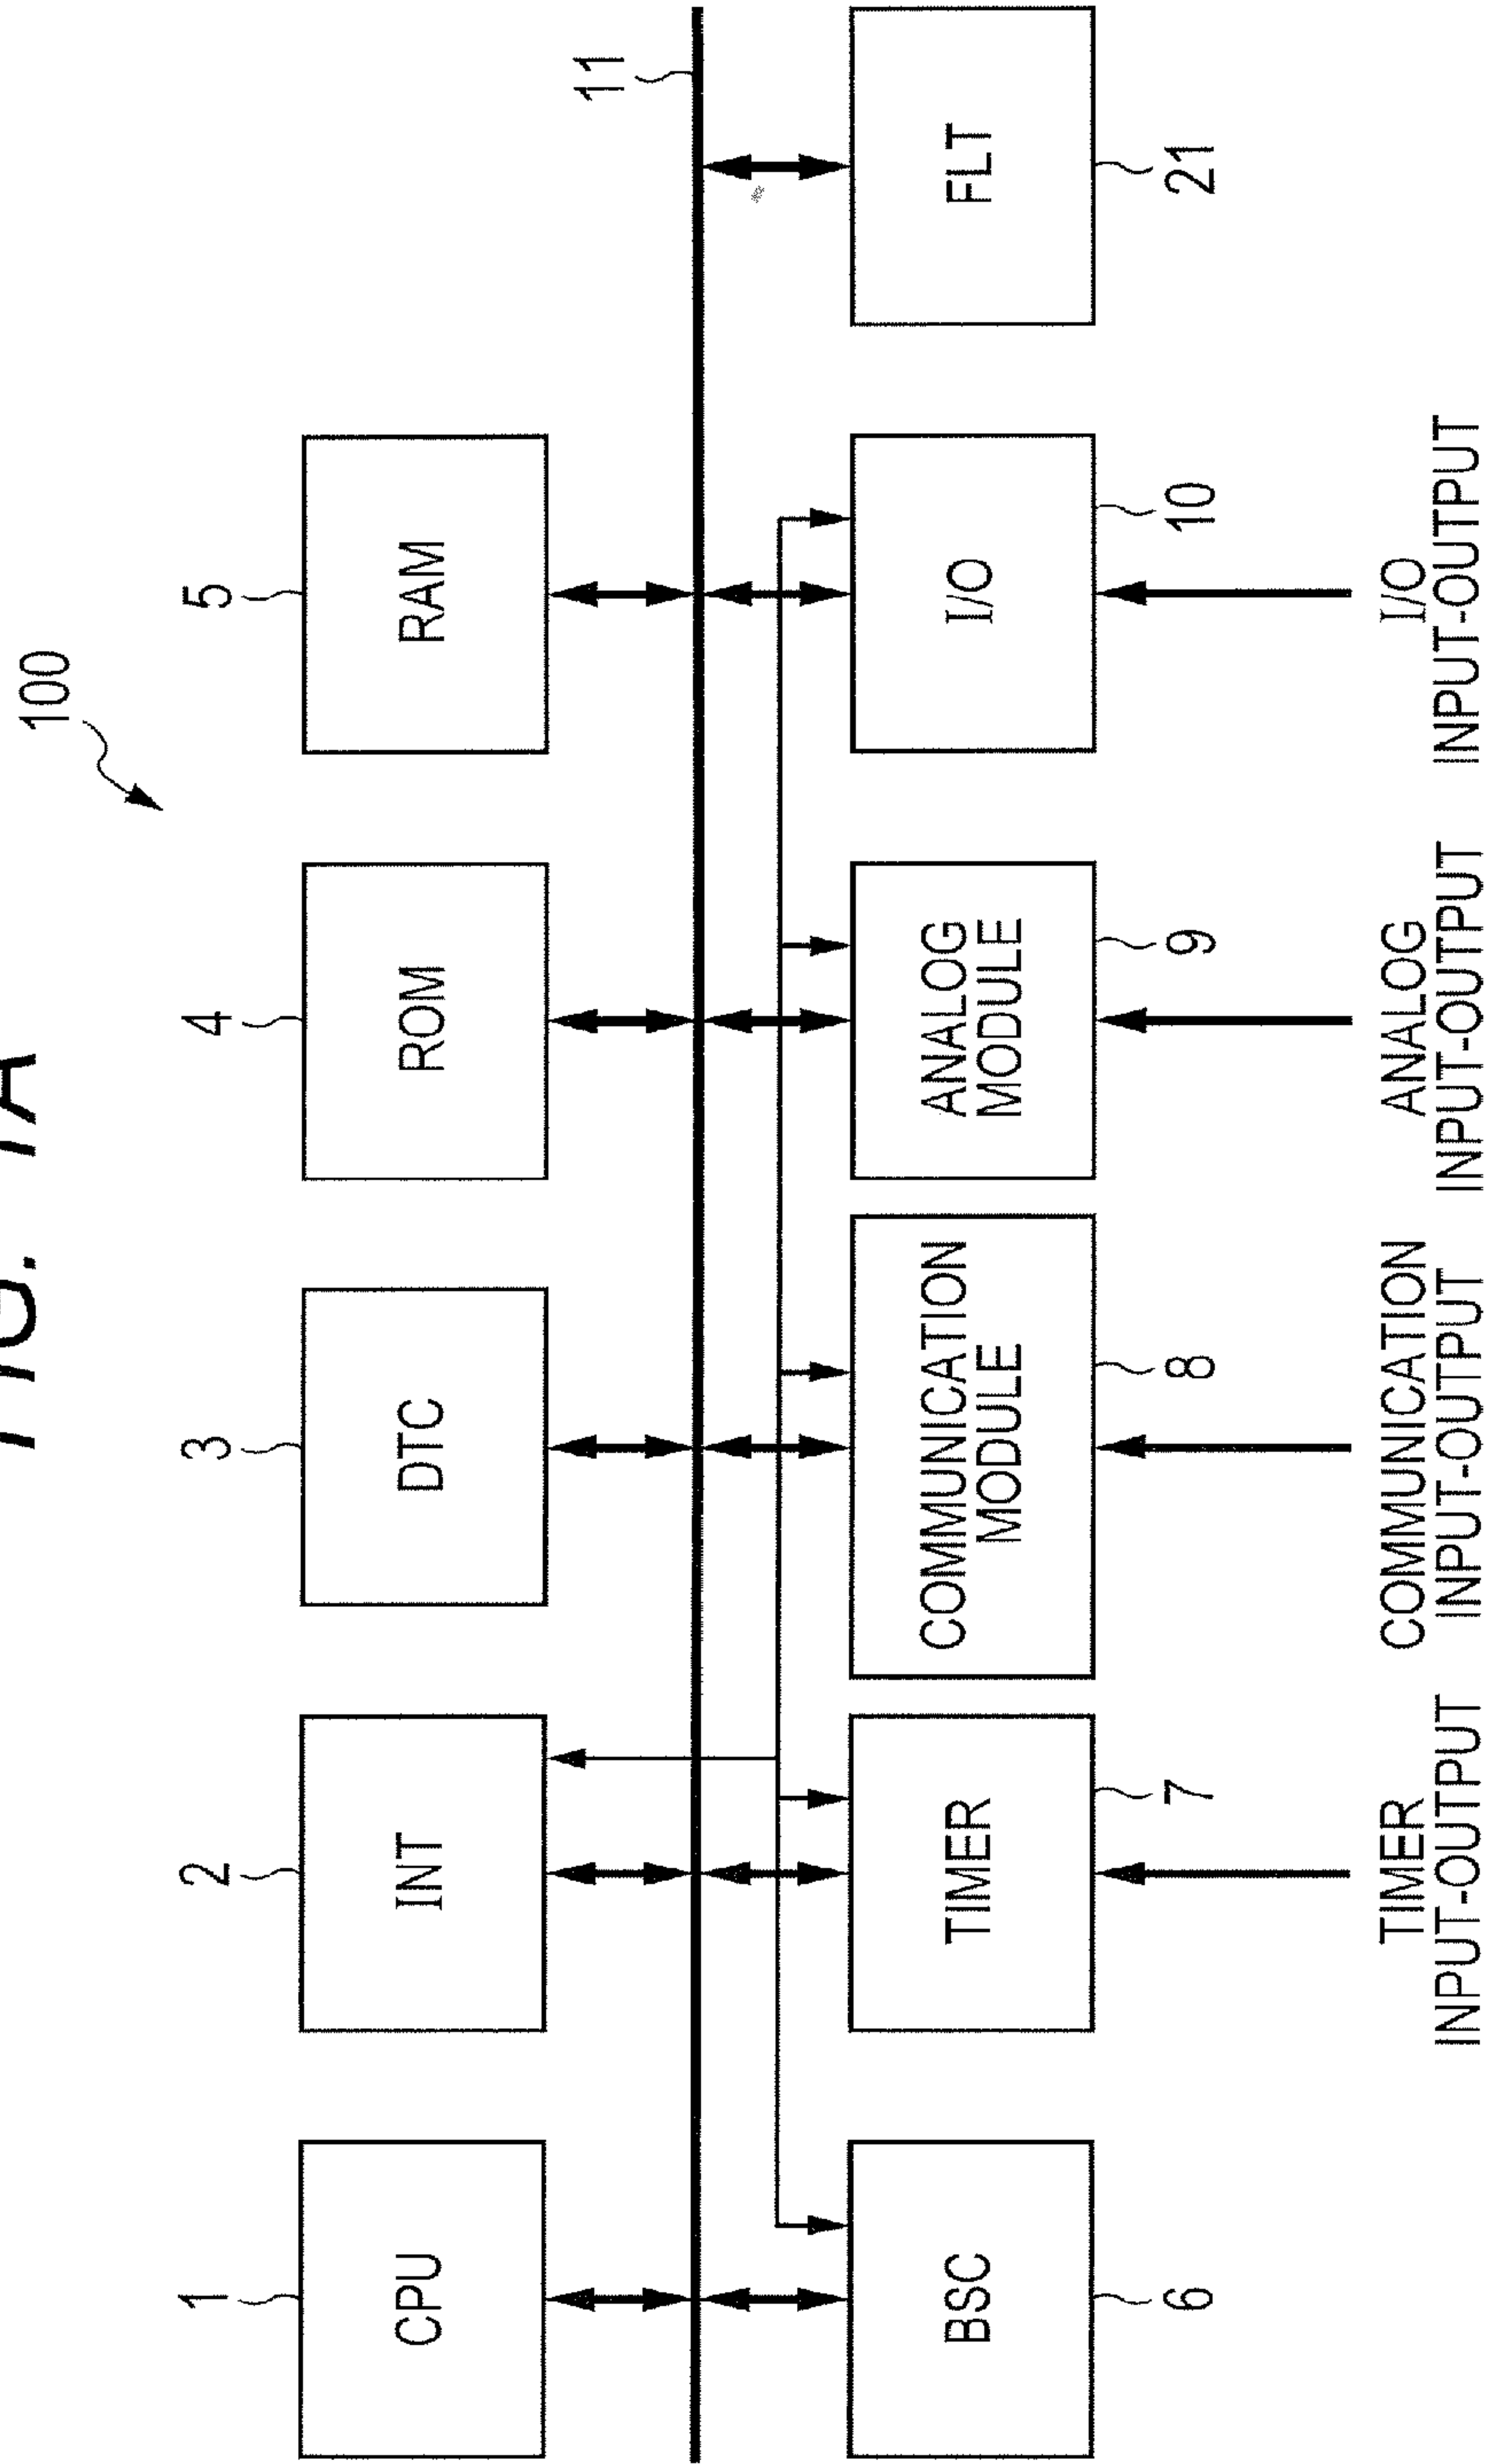 FIG. 1A
100
1
2
3
4
5
CPU
INT
DTC
ROM
RAM
11
BSC
TIMER
COMMUNICATION
MODULE
ANALOG
MODULE
I/O
FLT
6
7
8
9
10
21
TIMER
INPUT-OUTPUT
COMMUNICATION
INPUT-OUTPUT
ANALOG
INPUT-OUTPUT
I/O
INPUT-OUTPUT